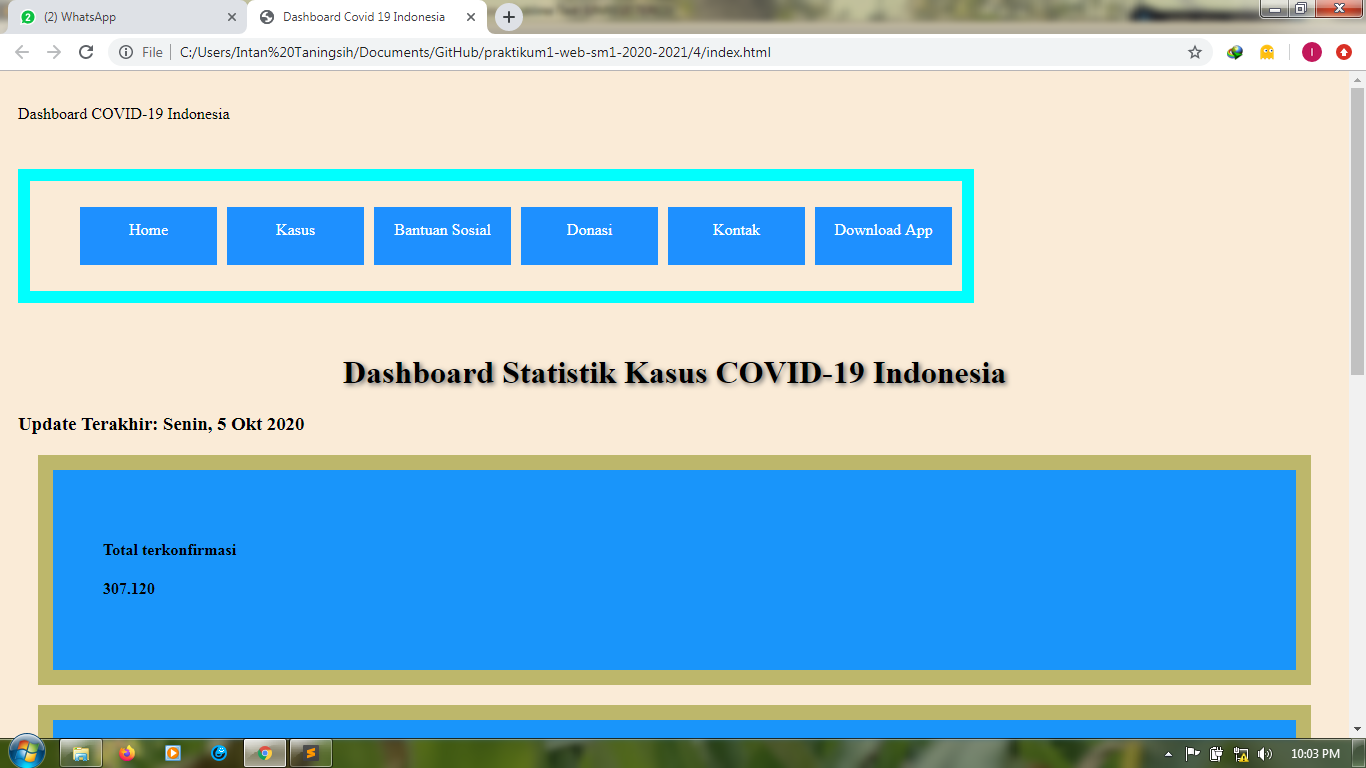 (2) WhatsApp
Dashboard Covid 19 Indonesia
File
C:/Users/Intan%20Taningsih/Documents/GitHub/praktikum1-web-sm1-2020-2021/4/index.html
I
Dashboard COVID-19 Indonesia
Home Kasus Bantuan Sosial Donasi Kontak Download App
Dashboard Statistik Kasus COVID-19 Indonesia
Update Terakhir: Senin, 5 Okt 2020
Total terkonfirmasi
307.120
10:03 PM